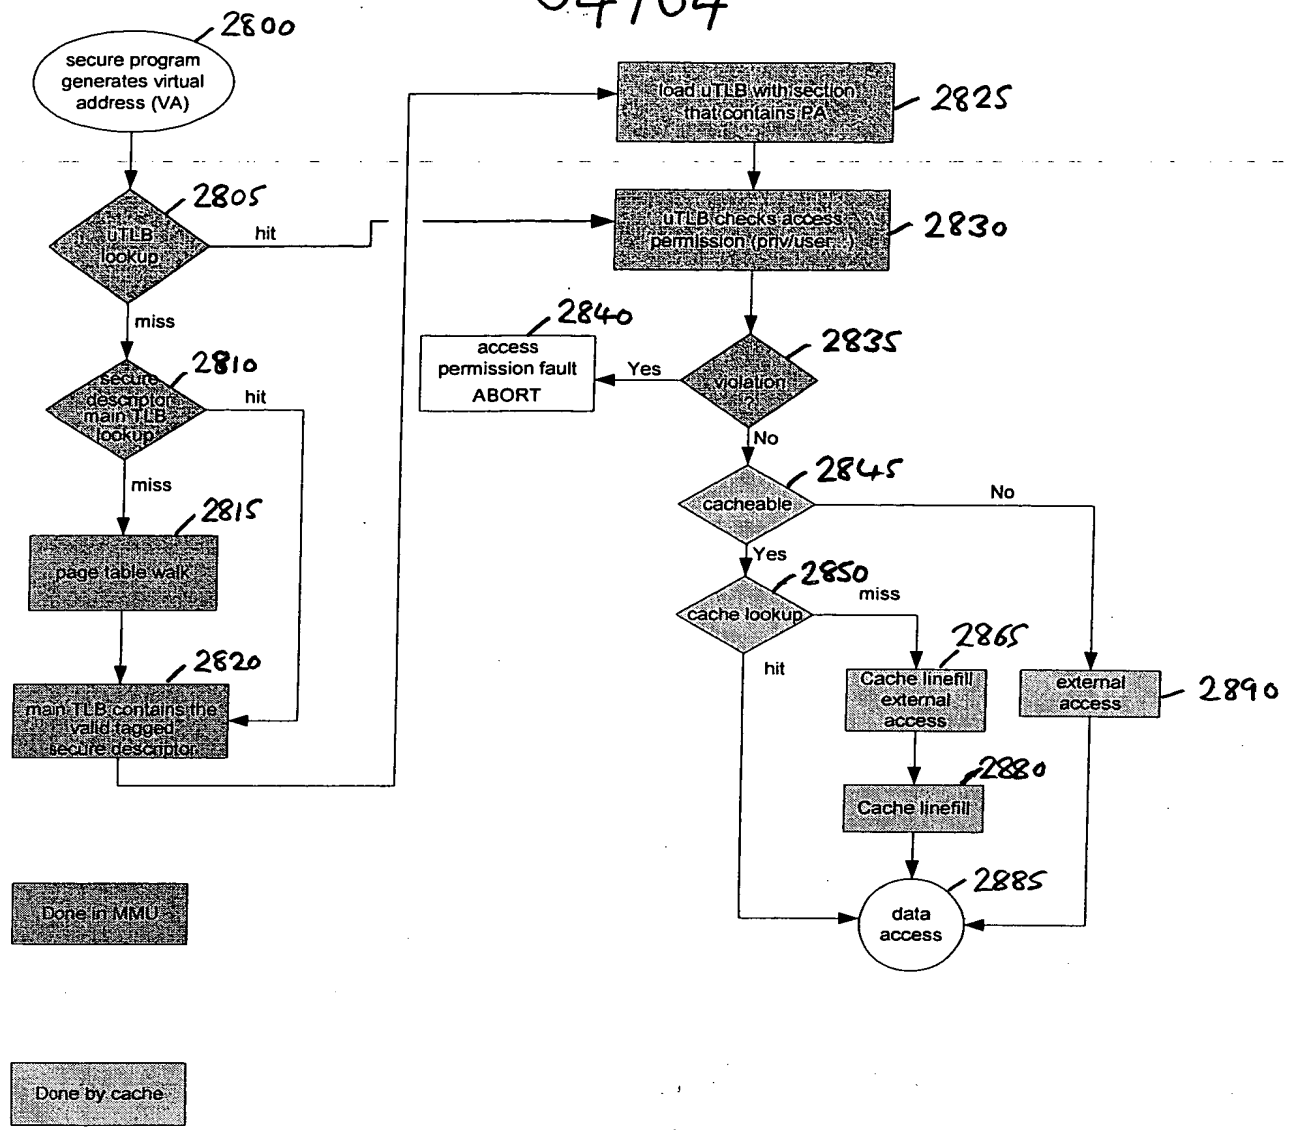 2800
secure program
generates virtual
address (VA)
2805
uTLB
lookup
hit
miss
2810
secure
descriptor
main TLB
lookup
hit
miss
2815
page table walk
2820
main TLB contains the
valid tagged
secure descriptor
load uTLB with section
that contains PA
2825
uTLB checks access
permission (priv/user...)
2830
violation
?
2835
Yes
2840
access
permission fault
ABORT
No
cacheable
2845
No
Yes
cache lookup
2850
miss
hit
2865
Cache linefill
external
access
external
access
2890
2880
Cache linefill
2885
data
access
Done in MMU
Done by cache